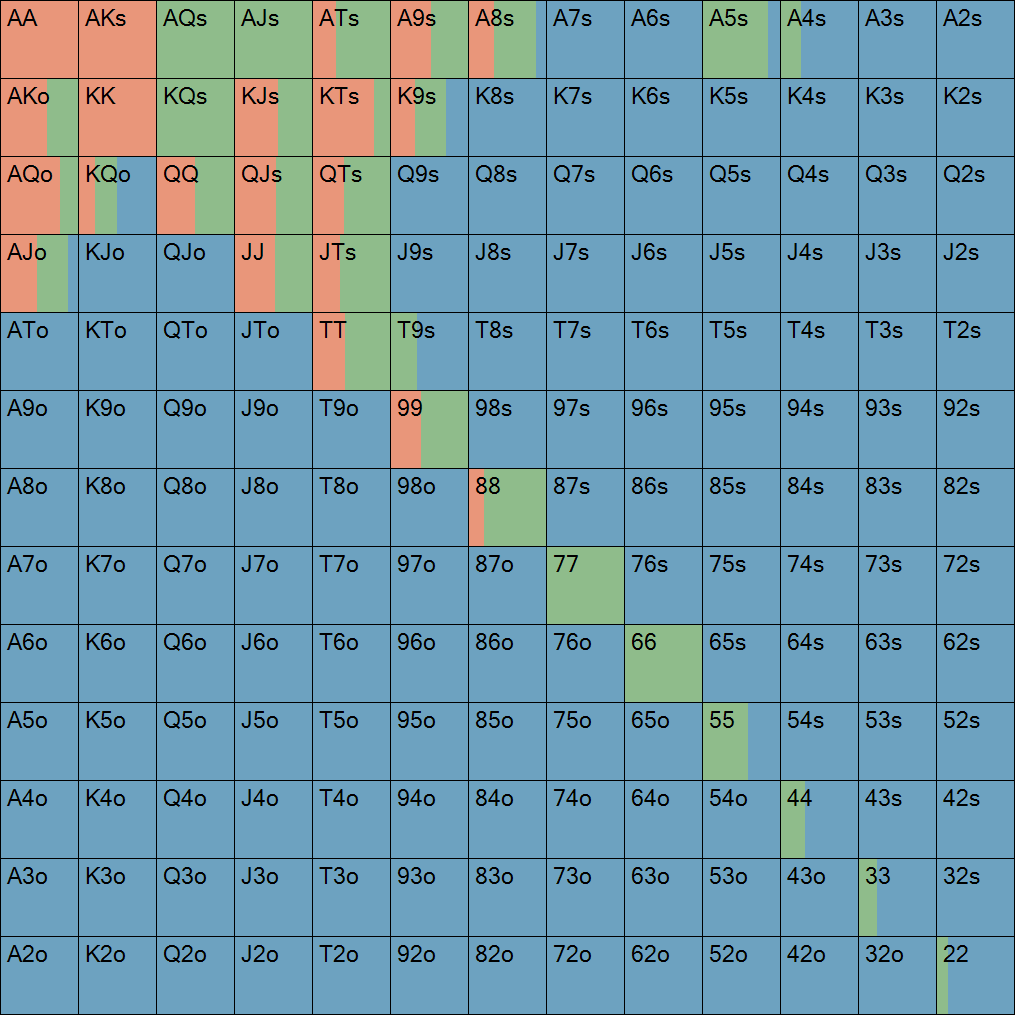 AA AKs AQs AJs ATs A9s A8s A7s A6s A5s A4s A3s A2s
AKo KK KQs KJs KTs K9s K8s K7s K6s K5s K4s K3s K2s
AQo KQo QQ QJs QTs Q9s Q8s Q7s Q6s Q5s Q4s Q3s Q2s
AJo KJo QJo JJ JTs J9s J8s J7s J6s J5s J4s J3s J2s
ATo KTo QTo JTo TT T9s T8s T7s T6s T5s T4s T3s T2s
A9o K9o Q9o J9o T9o 99 98s 97s 96s 95s 94s 93s 92s
A8o K8o Q8o J8o T8o 98o 88 87s 86s 85s 84s 83s 82s
A7o K7o Q7o J7o T7o 97o 87o 77 76s 75s 74s 73s 72s
A6o K6o Q6o J6o T6o 96o 86o 76o 66 65s 64s 63s 62s
A5o K5o Q5o J5o T5o 95o 85o 75o 65o 55 54s 53s 52s
A4o K4o Q4o J4o T4o 94o 84o 74o 64o 54o 44 43s 42s
A3o K3o Q3o J3o T3o 93o 83o 73o 63o 53o 43o 33 32s
A2o K2o Q2o J2o T2o 92o 82o 72o 62o 52o 42o 32o 22